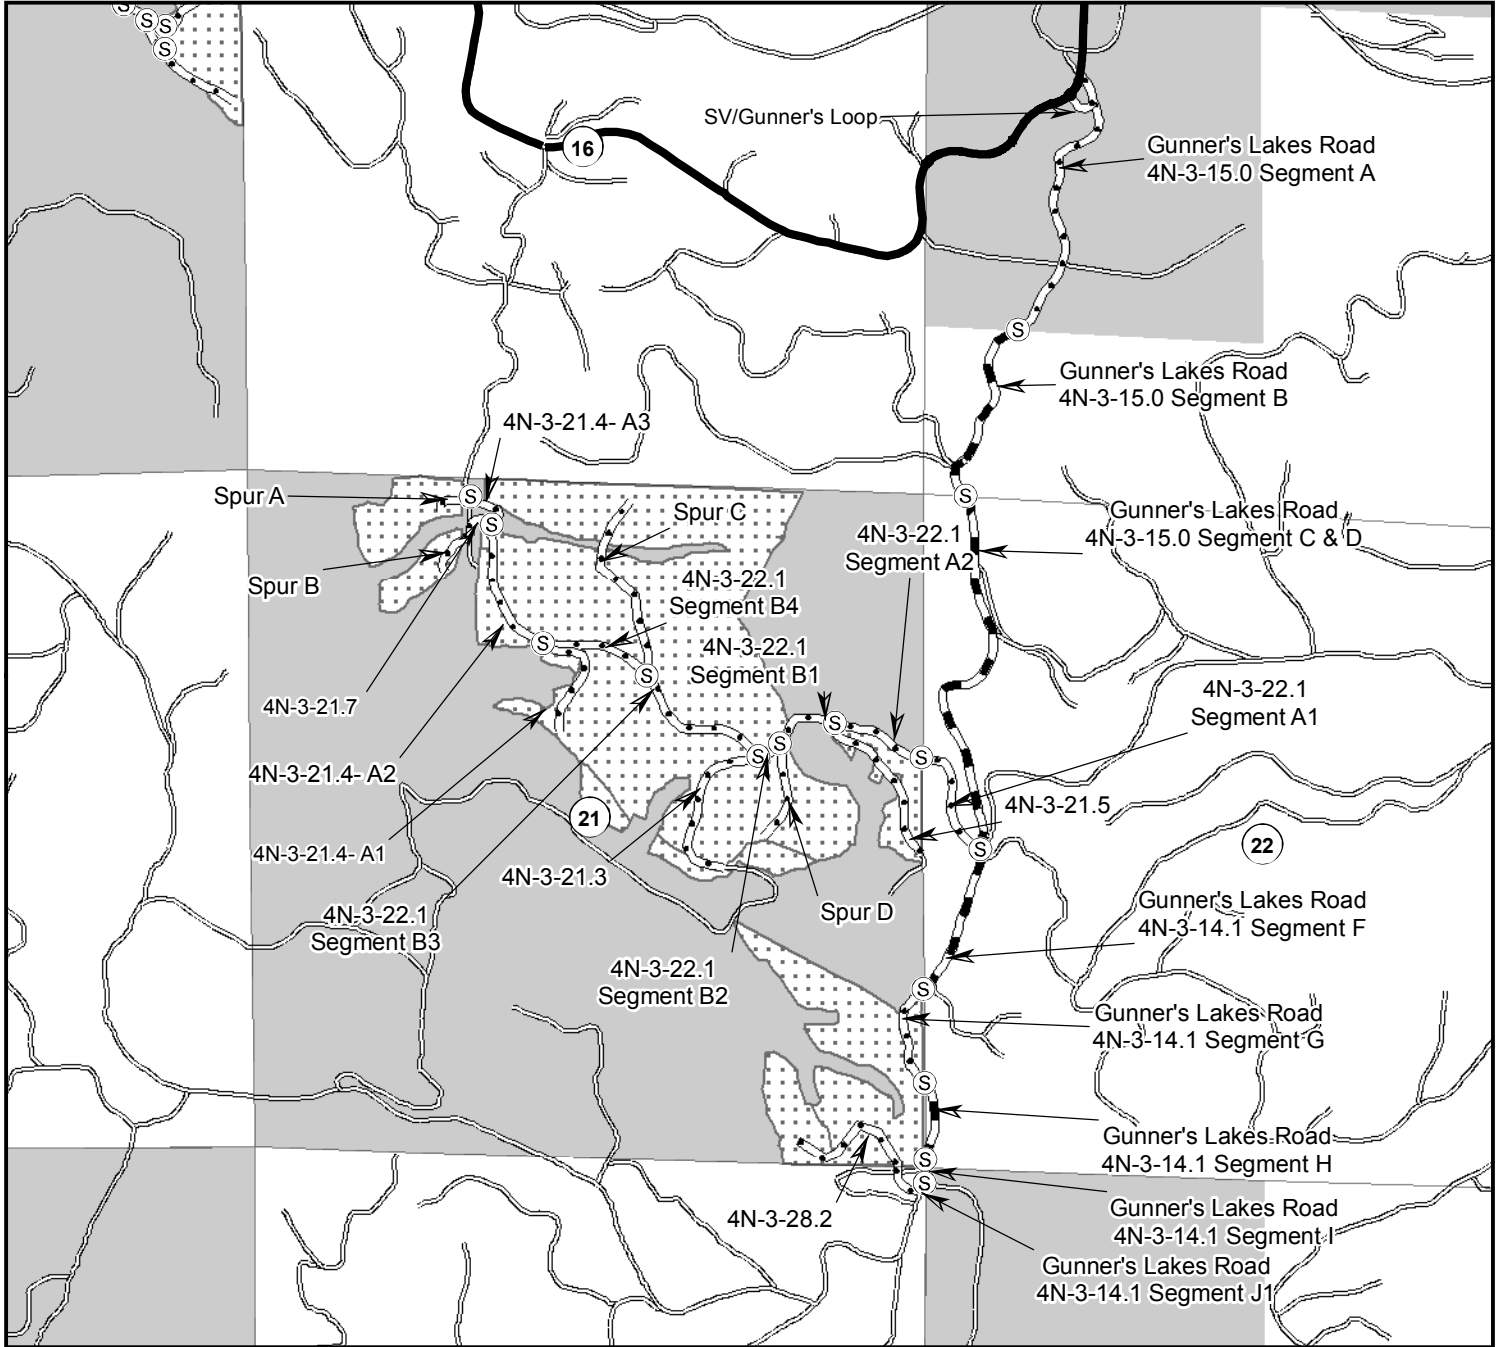 S
S
S
S
16
SV/Gunner's Loop
Gunner's Lakes Road
4N-3-15.0 Segment A
S
Gunner's Lakes Road
4N-3-15.0 Segment B
4N-3-21.4- A3
Spur A
S
S
S
Spur C
4N-3-22.1
Segment A2
Gunner's Lakes Road
4N-3-15.0 Segment C & D
Spur B
4N-3-22.1
Segment B4
S
4N-3-22.1
Segment B1
S
4N-3-21.7
4N-3-22.1
Segment A1
S
S
S
S
4N-3-21.4- A2
4N-3-21.5
21
22
4N-3-21.4- A1
S
4N-3-21.3
4N-3-22.1
Segment B3
Spur D
Gunner's Lakes Road
4N-3-14.1 Segment F
4N-3-22.1
Segment B2
S
Gunner's Lakes Road
4N-3-14.1 Segment G
S
Gunner's Lakes Road
4N-3-14.1 Segment H
S
S
4N-3-28.2
Gunner's Lakes Road
4N-3-14.1 Segment I
Gunner's Lakes Road
4N-3-14.1 Segment J1